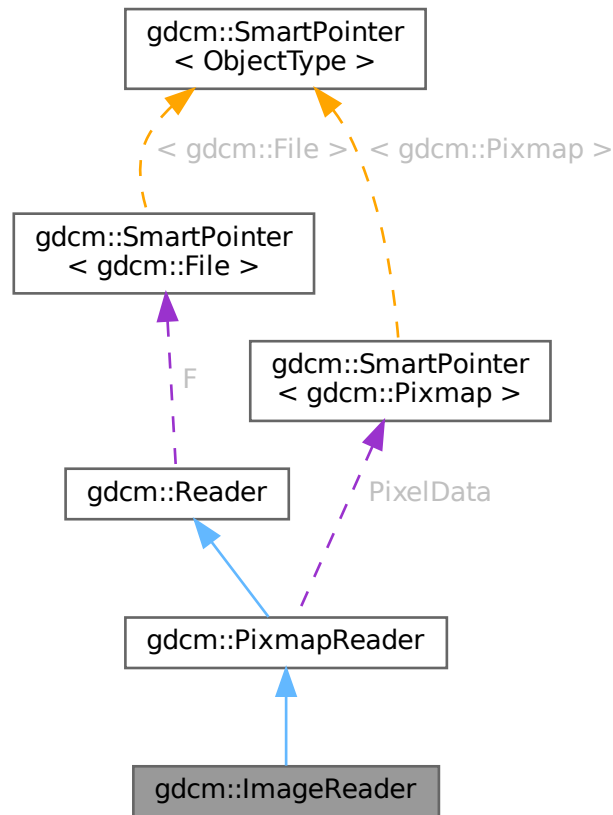 gdcm::SmartPointer
< ObjectType >
< gdcm::File >
< gdcm::Pixmap >
gdcm::SmartPointer
< gdcm::File >
gdcm::SmartPointer
< gdcm::Pixmap >
F
gdcm::Reader
PixelData
gdcm::PixmapReader
gdcm::ImageReader